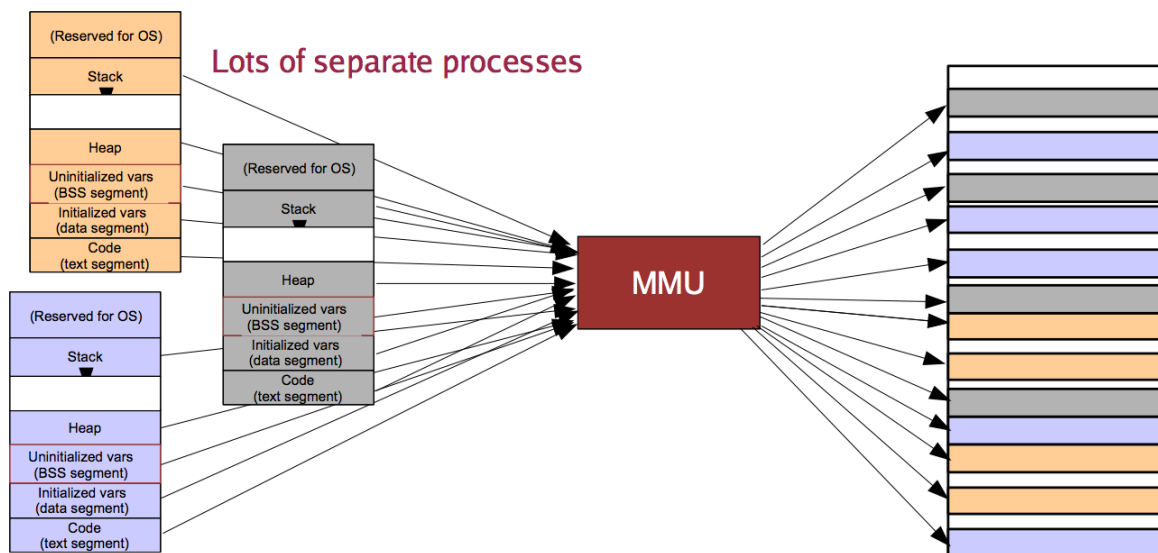 Lots of separate processes
(Reserved for OS)
Stack
Heap
Uninitialized vars
(BSS segment)
Initialized vars
(data segment)
Code
(text segment)
(Reserved for OS)
Stack
Heap
Uninitialized vars
(BSS segment)
Initialized vars
(data segment)
Code
(text segment)
(Reserved for OS)
Stack
Heap
Uninitialized vars
(BSS segment)
Initialized vars
(data segment)
Code
(text segment)
MMU